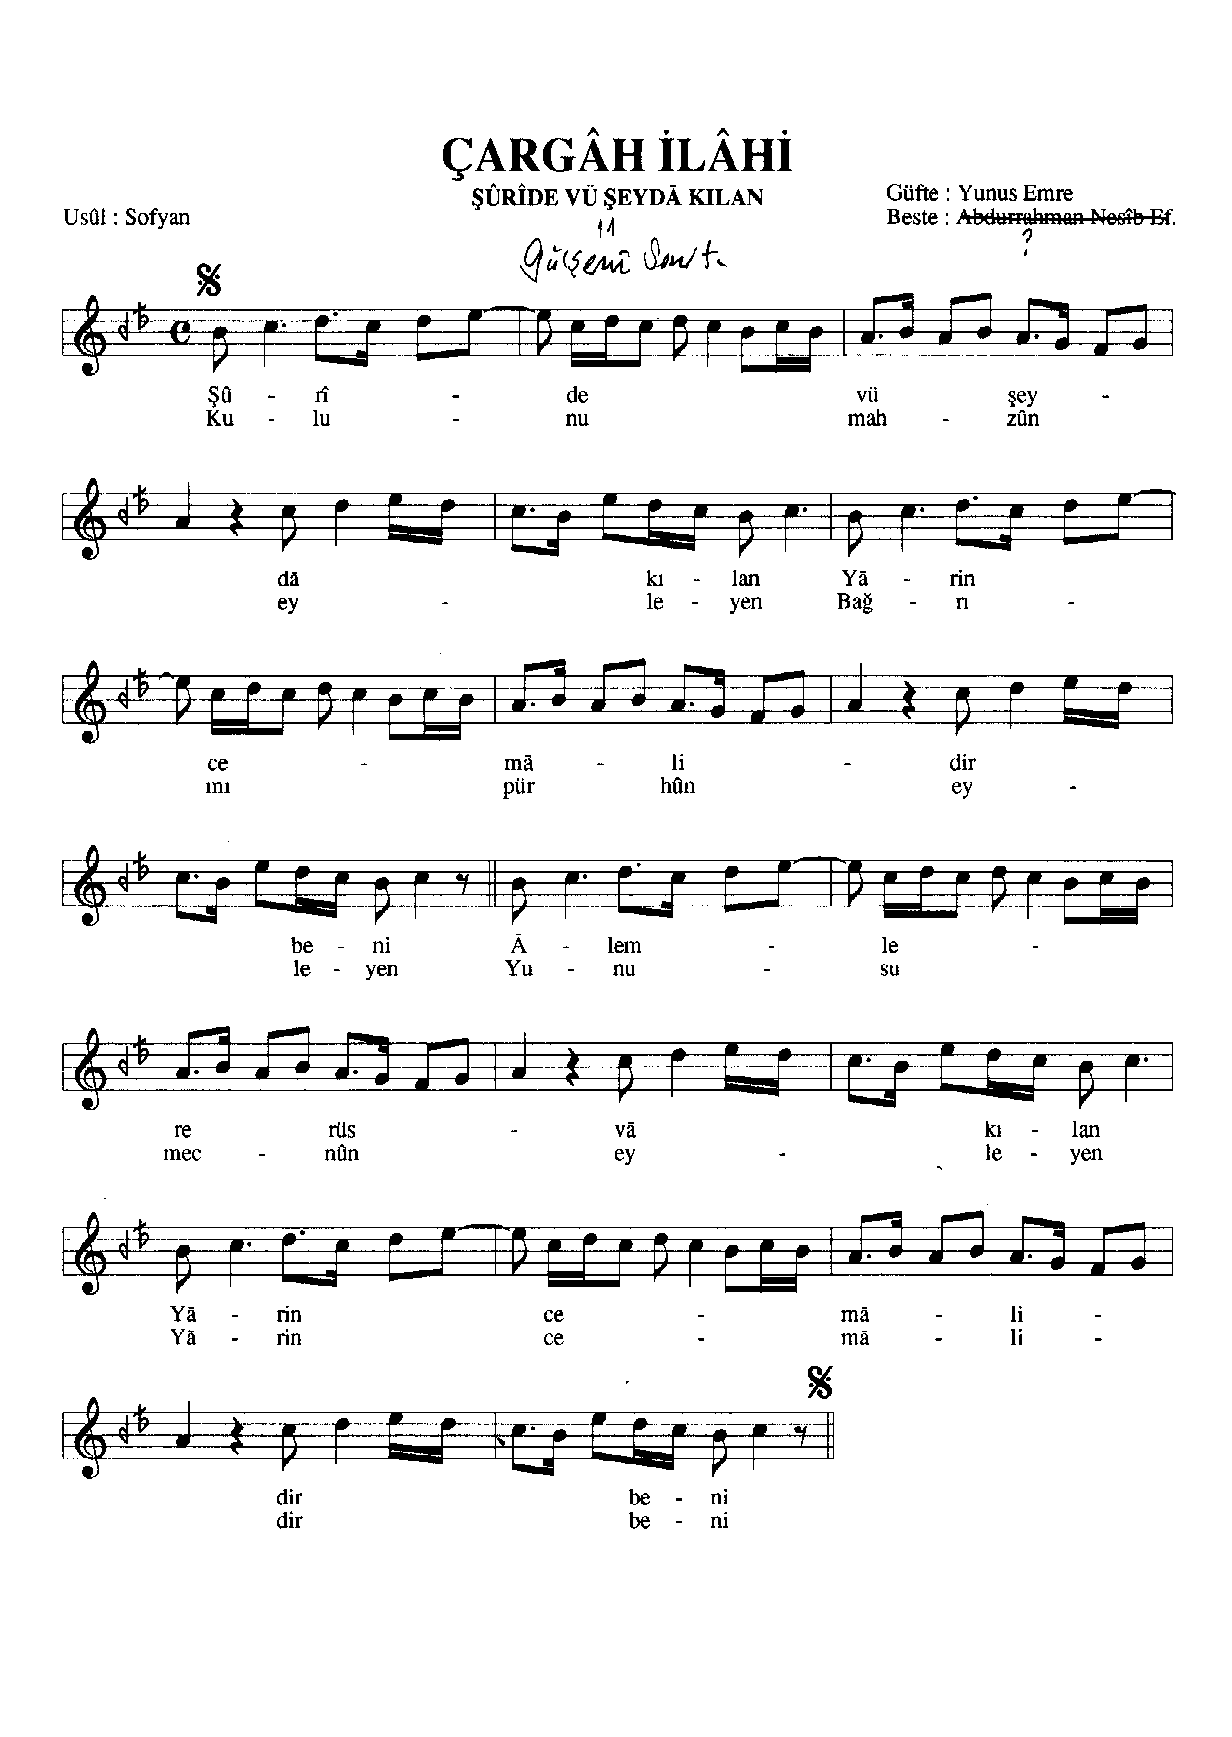 ÇARGÂH İLÂHİ
ŞÛRÎDE VÜ ŞEYDĀ KILAN
Güfte : Yunus Emre
Usûl : Sofyan
Beste : Abdurrahman Nesîb Ef.
?
11
Gülşenî
Şû - rî - de vü şey -
Ku - lu - nu mah - zûn
dā kı - lan Yā - rin
ey - le - yen Bağ - rı -
ce - mā - li - dir
mı pür hûn ey -
be - ni Ā - lem - le -
le - yen Yu - nu - su
re rüs - vā kı - lan
mec - nûn ey - le - yen
Yā - rin ce - mā - li -
Yā - rin ce - mā - li -
dir be - ni
dir be - ni